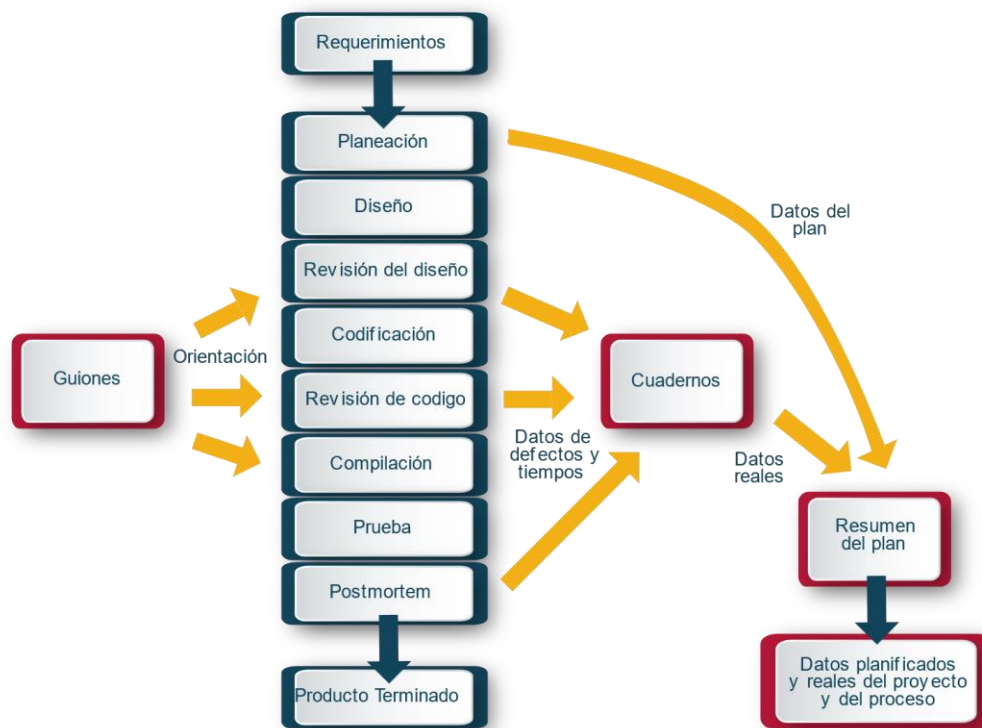 Requerimientos
Planeación
Diseño
Revisión del diseño
Codificación
Revisión de codigo
Compilación
Prueba
Postmortem
Producto Terminado
Guiones
Orientación
Datos de
defectos y
tiempos
Cuadernos
Datos del
plan
Datos
reales
Resumen
del plan
Datos planificados
y reales del proyecto
y del proceso